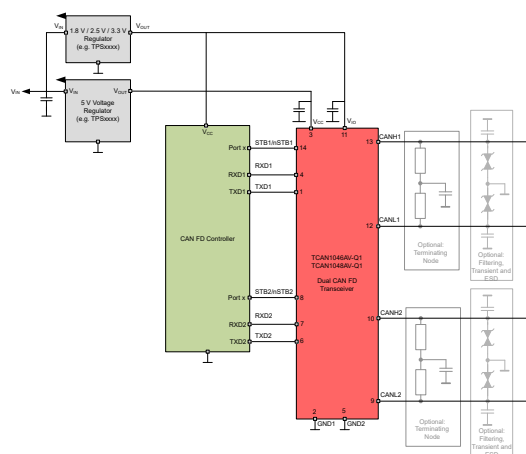 VIN
1.8 V / 2.5 V / 3.3 V
Regulator
(e.g. TPSxxxx)
VOUT
VIN
VIN
VOUT
5 V Voltage
Regulator
(e.g. TPSxxxx)
VCC
VIO
3
11
VCC
CAN FD Controller
Port x
STB1/nSTB1
14
RXD1
RXD1
4
TXD1
TXD1
1
Port x
STB2/nSTB2
8
RXD2
RXD2
7
TXD2
TXD2
6
TCAN1046AV-Q1
TCAN1048AV-Q1
Dual CAN FD
Transceiver
2
5
GND1
GND2
13
CANH1
12
CANL1
10
CANH2
9
CANL2
Optional:
Terminating
Node
Optional:
Filtering,
Transient and
ESD
Optional:
Terminating
Node
Optional:
Filtering,
Transient and
ESD